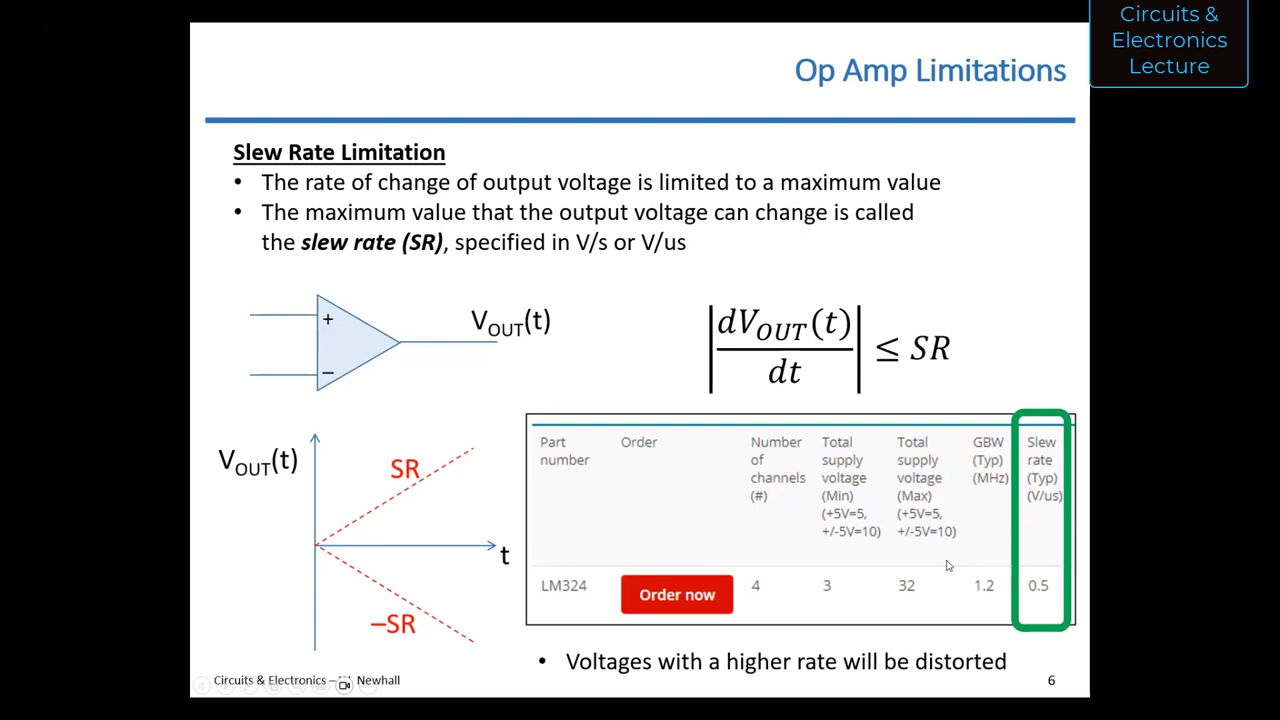 Circuits &
Electronics
Lecture
Op Amp Limitations
Slew Rate Limitation
• The rate of change of output voltage is limited to a maximum value
• The maximum value that the output voltage can change is called
the slew rate (SR), specified in V/s or V/us
+
−
VOUT(t)
|dVOUT(t)/dt| ≤ SR
VOUT(t)
SR
t
–SR
Part
number
Order
Number
of
channels
(#)
Total
supply
voltage
(Min)
(+5V=5,
+/-5V=10)
Total
supply
voltage
(Max)
(+5V=5,
+/-5V=10)
GBW
(Typ)
(MHz)
Slew
rate
(Typ)
(V/us)
LM324
Order now
4
3
32
1.2
0.5
• Voltages with a higher rate will be distorted
Circuits & Electronics – Newhall
6